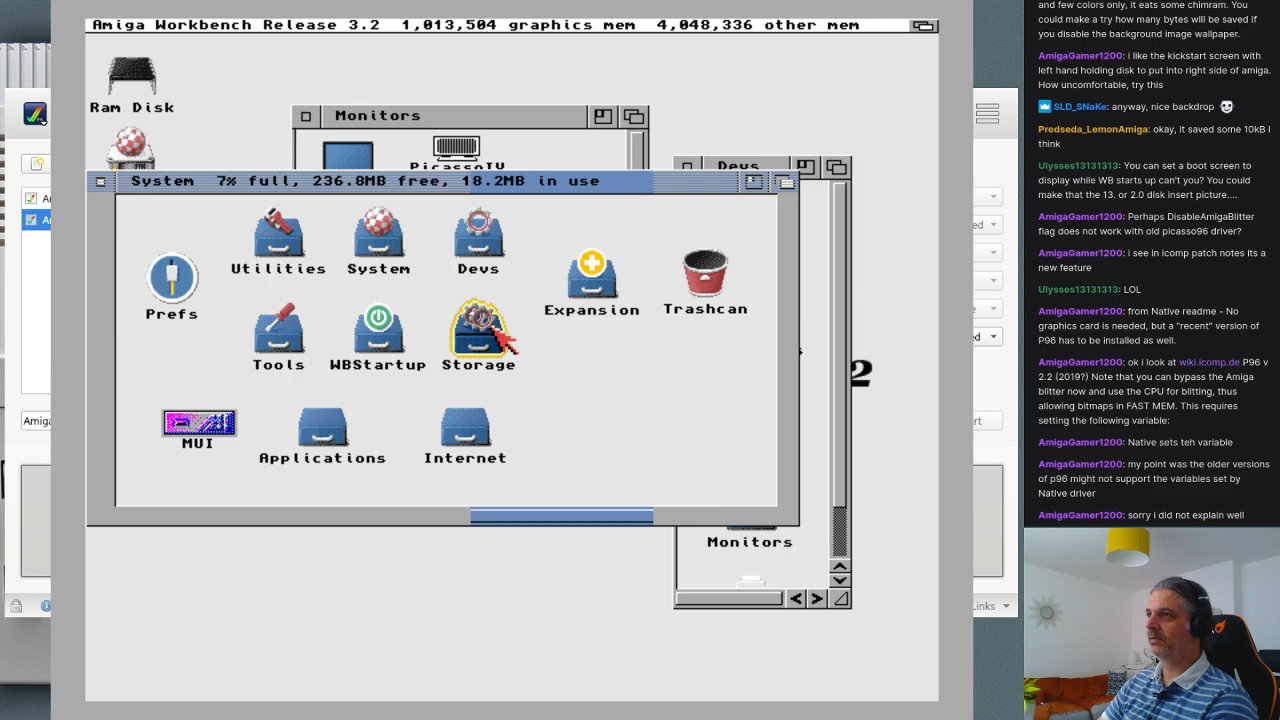 Amiga Workbench Release 3.2  1,013,504 graphics mem  4,048,336 other mem
Ram Disk
Monitors
PicassoIV
Devs
System  7% full, 236.8MB free, 18.2MB in use
Utilities
System
Devs
Prefs
Expansion
Trashcan
Tools
WBStartup
Storage
2
MUI
Applications
Internet
Monitors
Amiga
Links
and few colors only, it eats some chimram. You
could make a try how many bytes will be saved if
you disable the background image wallpaper.
AmigaGamer1200: i like the kickstart screen with
left hand holding disk to put into right side of amiga.
How uncomfortable, try this
SLD_SNaKe: anyway, nice backdrop
Predseda_LemonAmiga: okay, it saved some 10kB I
think
Ulysses13131313: You can set a boot screen to
display while WB starts up can't you? You could
make that the 13. or 2.0 disk insert picture....
AmigaGamer1200: Perhaps DisableAmigaBlitter
flag does not work with old picasso96 driver?
AmigaGamer1200: i see in icomp patch notes its a
new feature
Ulysses13131313: LOL
AmigaGamer1200: from Native readme - No
graphics card is needed, but a "recent" version of
P96 has to be installed as well.
AmigaGamer1200: ok i look at wiki.icomp.de P96 v
2.2 (2019?) Note that you can bypass the Amiga
blitter now and use the CPU for blitting, thus
allowing bitmaps in FAST MEM. This requires
setting the following variable:
AmigaGamer1200: Native sets teh variable
AmigaGamer1200: my point was the older versions
of p96 might not support the variables set by
Native driver
AmigaGamer1200: sorry i did not explain well